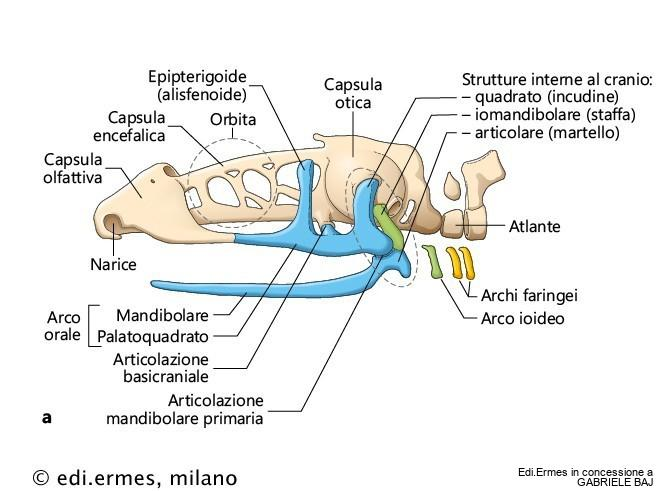 Epipterigoide
(alisfenoide)
Capsula
otica
Strutture interne al cranio:
– quadrato (incudine)
– iomandibolare (staffa)
– articolare (martello)
Capsula
encefalica
Orbita
Capsula
olfattiva
Atlante
Narice
Archi faringei
Arco ioideo
Arco
orale
Mandibolare
Palatoquadrato
Articolazione
basicraniale
Articolazione
mandibolare primaria
a
© edi.ermes, milano
Edi.Ermes in concessione a
GABRIELE BAJ